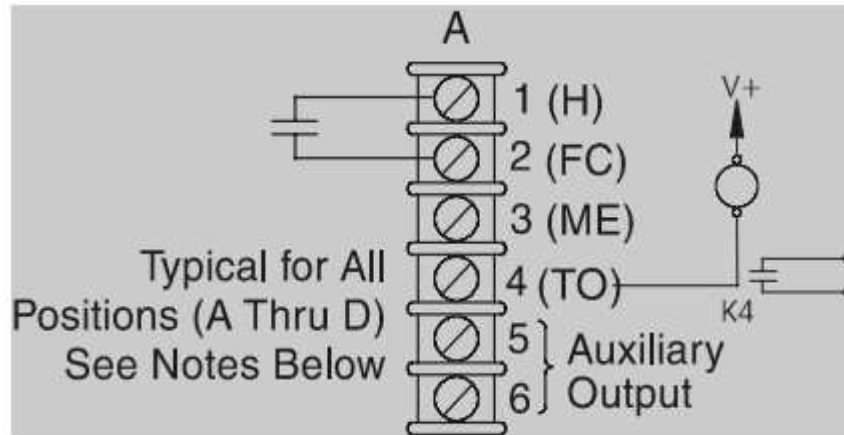 A
1 (H)
V+
2 (FC)
3 (ME)
Typical for All
Positions (A Thru D)
See Notes Below
4 (TO)
K4
5
6
Auxiliary
Output